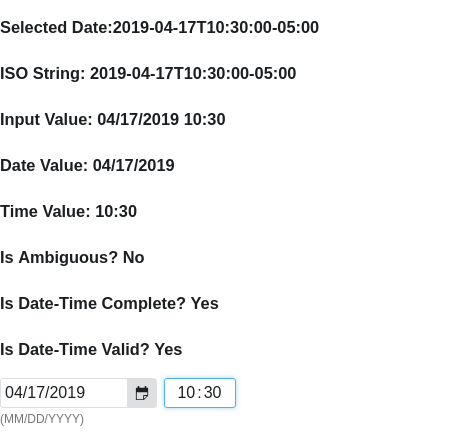 Selected Date:2019-04-17T10:30:00-05:00
ISO String: 2019-04-17T10:30:00-05:00
Input Value: 04/17/2019 10:30
Date Value: 04/17/2019
Time Value: 10:30
Is Ambiguous? No
Is Date-Time Complete? Yes
Is Date-Time Valid? Yes
04/17/2019 10:30
(MM/DD/YYYY)